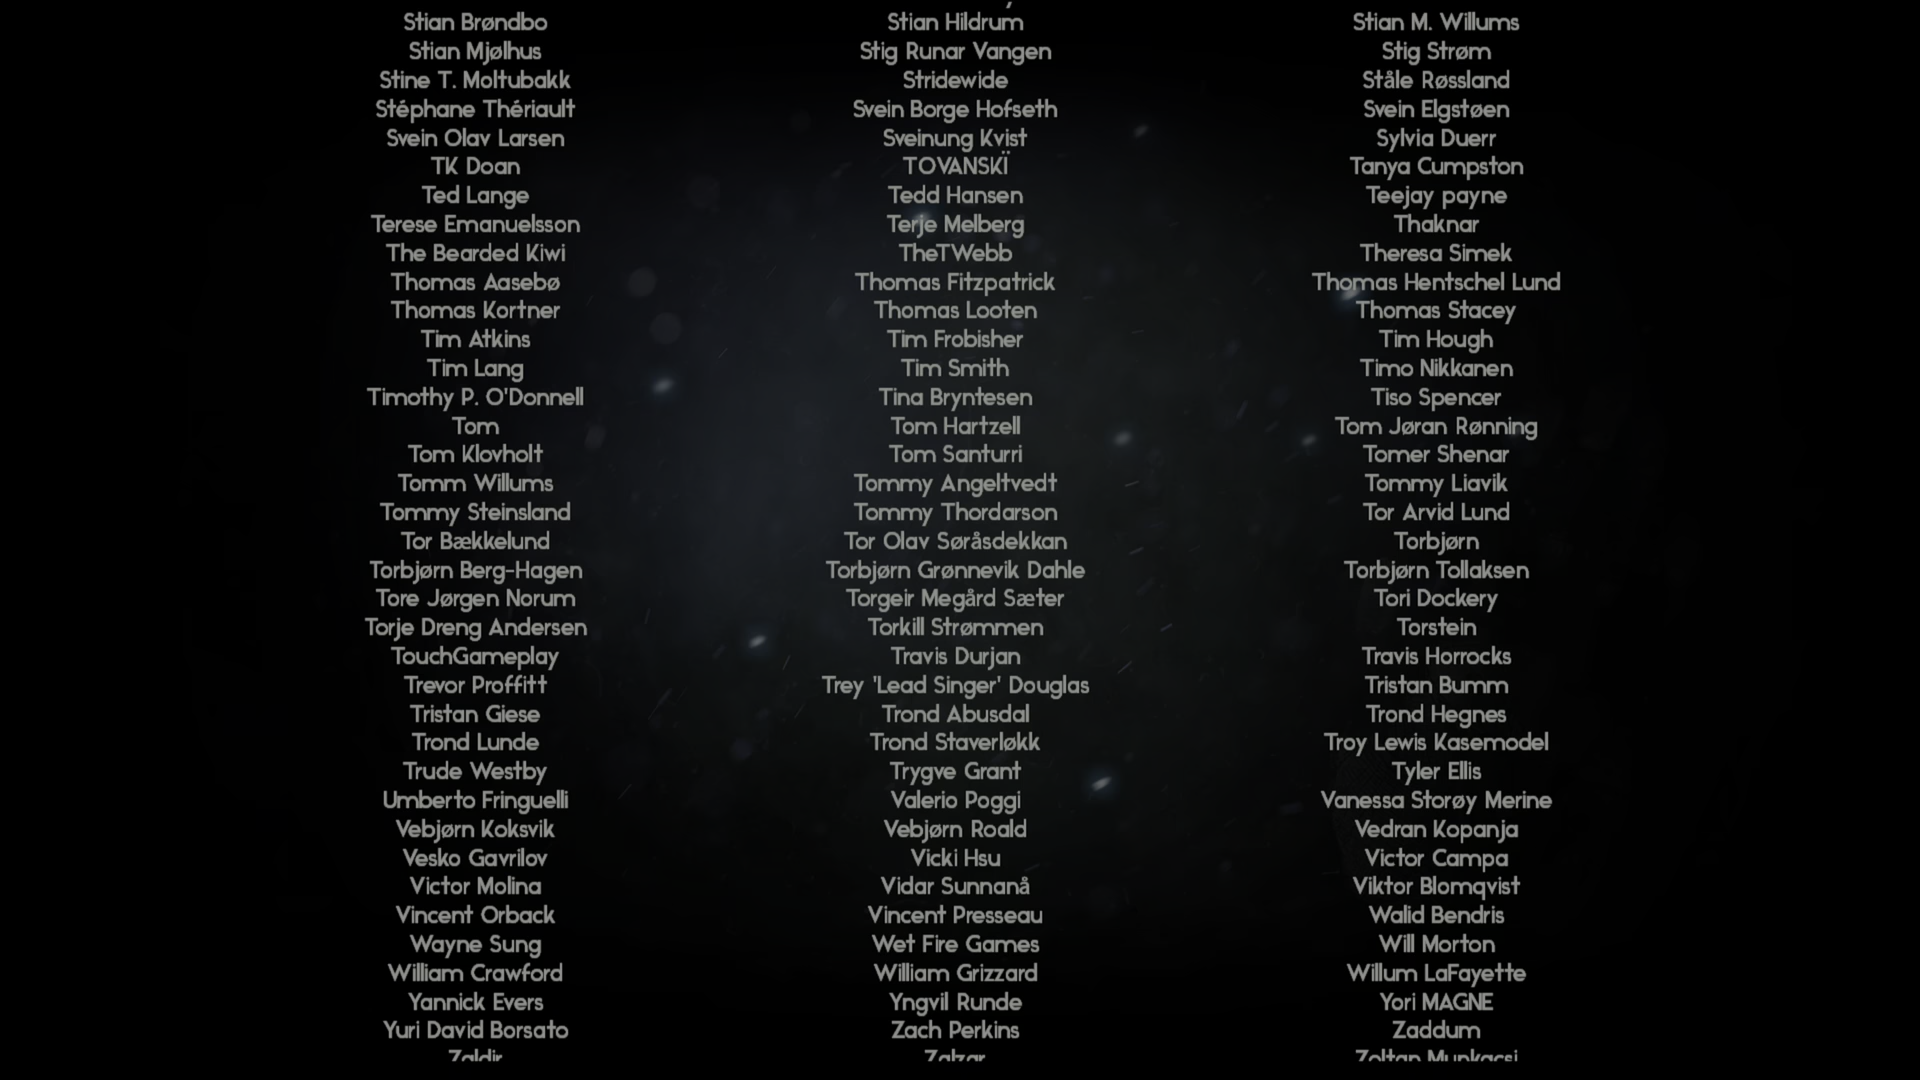 Stian Brøndbo Stian Hildrum Stian M. Willums
Stian Mjølhus Stig Runar Vangen Stig Strøm
Stine T. Moltubakk Stridewide Ståle Røssland
Stéphane Thériault Svein Borge Hofseth Svein Elgstøen
Svein Olav Larsen Sveinung Kvist Sylvia Duerr
TK Doan TOVANSKÏ Tanya Cumpston
Ted Lange Tedd Hansen Teejay payne
Terese Emanuelsson Terje Melberg Thaknar
The Bearded Kiwi TheTWebb Theresa Simek
Thomas Aasebø Thomas Fitzpatrick Thomas Hentschel Lund
Thomas Kortner Thomas Looten Thomas Stacey
Tim Atkins Tim Frobisher Tim Hough
Tim Lang Tim Smith Timo Nikkanen
Timothy P. O'Donnell Tina Bryntesen Tiso Spencer
Tom Tom Hartzell Tom Jøran Rønning
Tom Klovholt Tom Santurri Tomer Shenar
Tomm Willums Tommy Angeltvedt Tommy Liavik
Tommy Steinsland Tommy Thordarson Tor Arvid Lund
Tor Bækkelund Tor Olav Søråsdekkan Torbjørn
Torbjørn Berg-Hagen Torbjørn Grønnevik Dahle Torbjørn Tollaksen
Tore Jørgen Norum Torgeir Megård Sæter Tori Dockery
Torje Dreng Andersen Torkill Strømmen Torstein
TouchGameplay Travis Durjan Travis Horrocks
Trevor Proffitt Trey 'Lead Singer' Douglas Tristan Bumm
Tristan Giese Trond Abusdal Trond Hegnes
Trond Lunde Trond Staverløkk Troy Lewis Kasemodel
Trude Westby Trygve Grant Tyler Ellis
Umberto Fringuelli Valerio Poggi Vanessa Storøy Merine
Vebjørn Koksvik Vebjørn Roald Vedran Kopanja
Vesko Gavrilov Vicki Hsu Victor Campa
Victor Molina Vidar Sunnanå Viktor Blomqvist
Vincent Orback Vincent Presseau Walid Bendris
Wayne Sung Wet Fire Games Will Morton
William Crawford William Grizzard Willum LaFayette
Yannick Evers Yngvil Runde Yori MAGNE
Yuri David Borsato Zach Perkins Zaddum
Zaldir Zalzar Zoltan Munkacsi